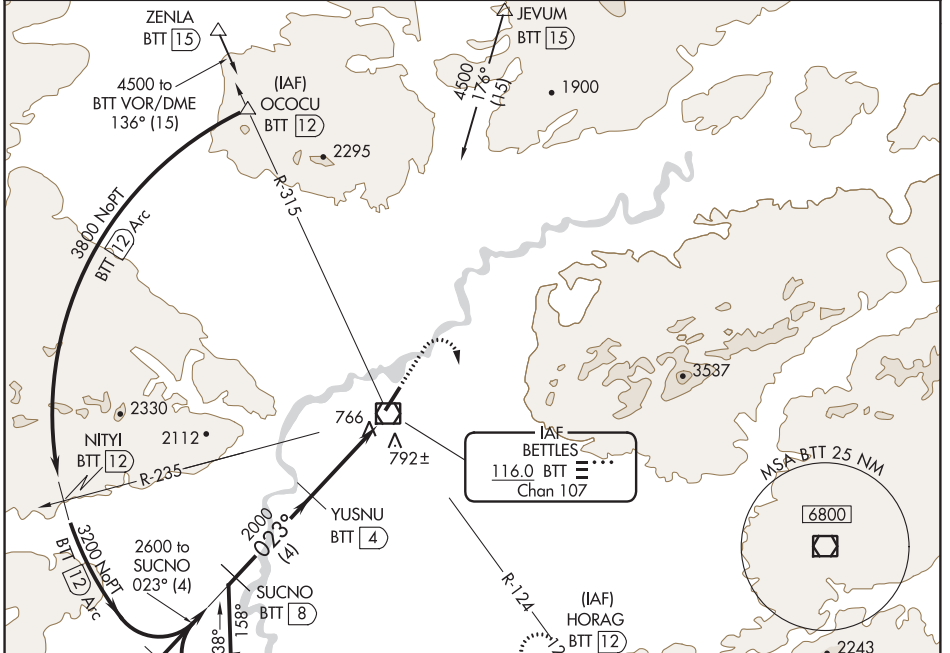 ZENLA
BTT 15
JEVUM
BTT 15
4500 to
BTT VOR/DME
136° (15)
(IAF)
OCOCU
BTT 12
4500
176°
(15)
1900
2295
R-315
3800 NoPT
BTT 12 Arc
3537
2330
2112
766
792±
NITYI
BTT 12
R-235
IAF
BETTLES
116.0 BTT
Chan 107
MSA BTT 25 NM
6800
YUSNU
BTT 4
2000
023°
(4)
3200 NoPT
BTT 12 Arc
2600 to
SUCNO
023° (4)
SUCNO
BTT 8
158°
R-124
(IAF)
HORAG
BTT 12
2243